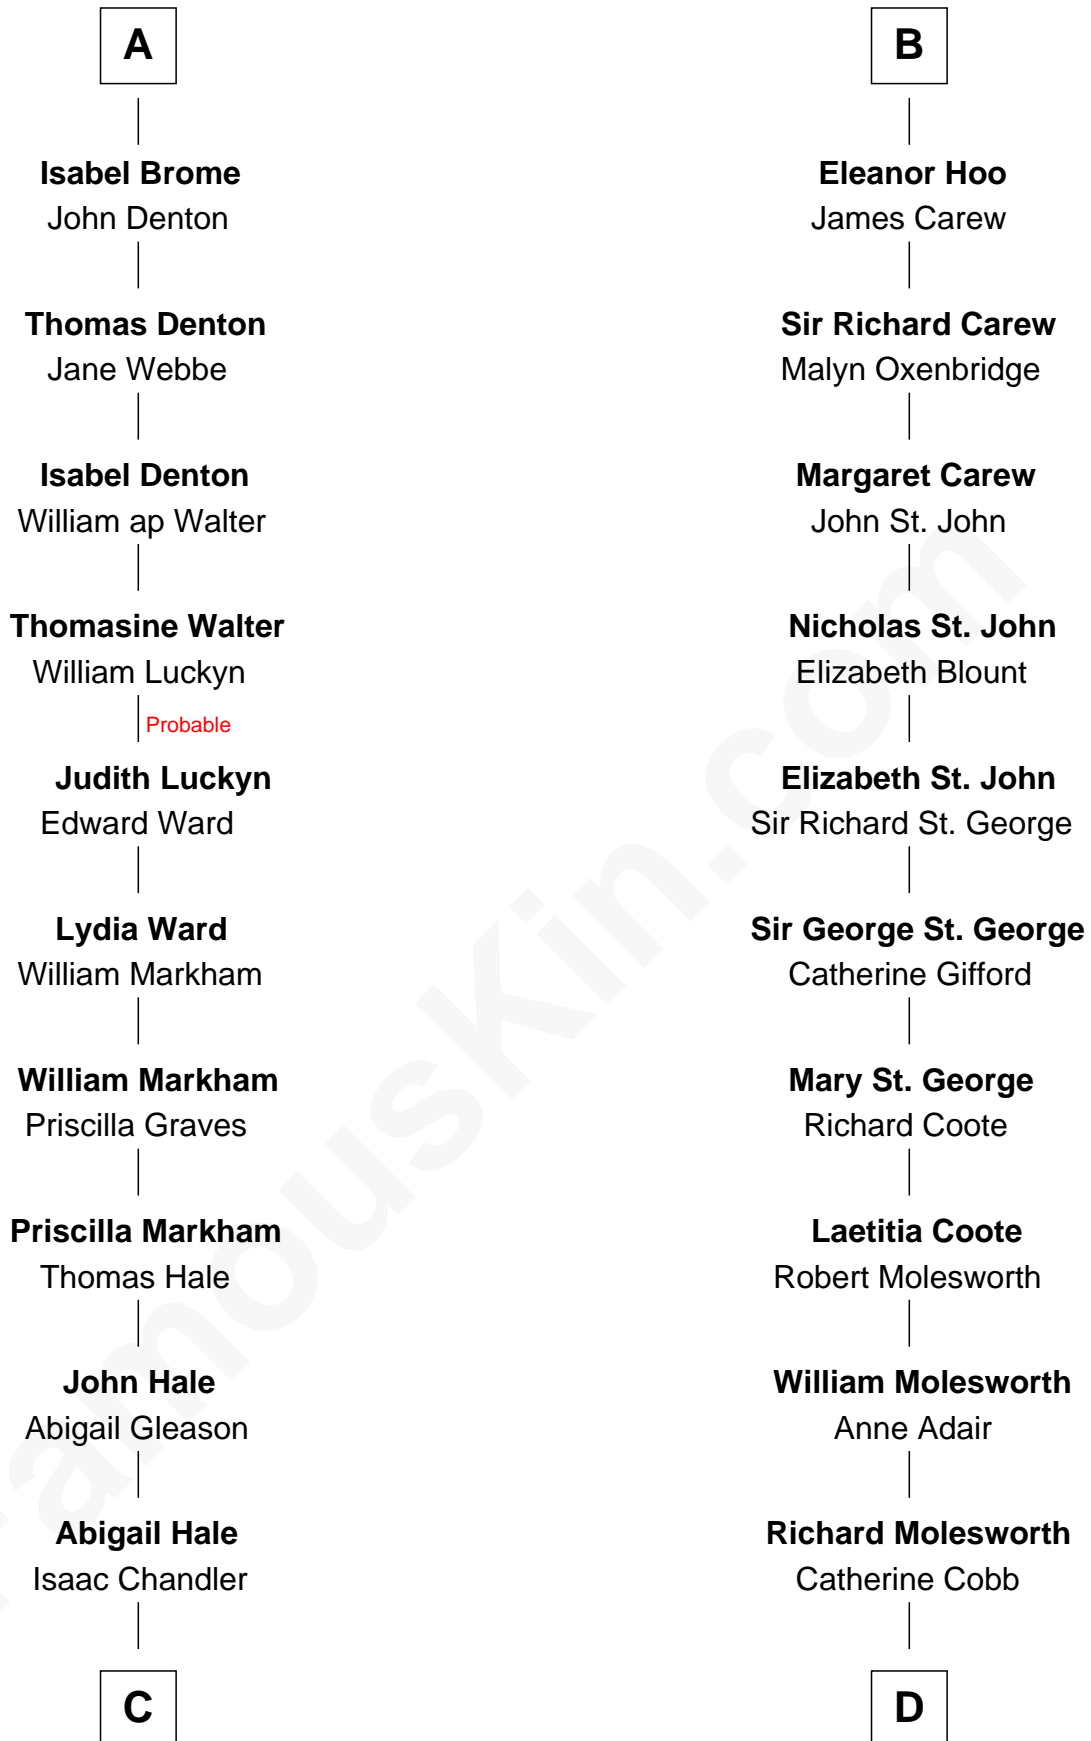 A
Isabel Brome
John Denton
Thomas Denton
Jane Webbe
Isabel Denton
William ap Walter
Thomasine Walter
William Luckyn
Probable
Judith Luckyn
Edward Ward
Lydia Ward
William Markham
William Markham
Priscilla Graves
Priscilla Markham
Thomas Hale
John Hale
Abigail Gleason
Abigail Hale
Isaac Chandler
C
B
Eleanor Hoo
James Carew
Sir Richard Carew
Malyn Oxenbridge
Margaret Carew
John St. John
Nicholas St. John
Elizabeth Blount
Elizabeth St. John
Sir Richard St. George
Sir George St. George
Catherine Gifford
Mary St. George
Richard Coote
Laetitia Coote
Robert Molesworth
William Molesworth
Anne Adair
Richard Molesworth
Catherine Cobb
D
FamousKin.com